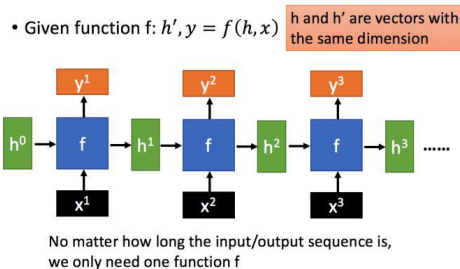 • Given function f: h′, y = f(h, x)
h and h′ are vectors with
the same dimension
y¹ y² y³
h⁰ f h¹ f h² f h³ ......
x¹ x² x³
No matter how long the input/output sequence is,
we only need one function f